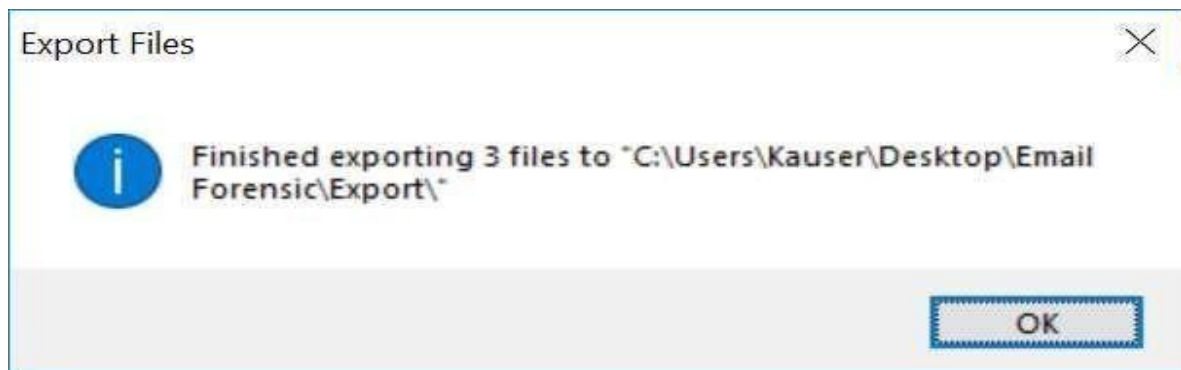 Export Files
Finished exporting 3 files to "C:\Users\Kauser\Desktop\Email
Forensic\Export\"
OK